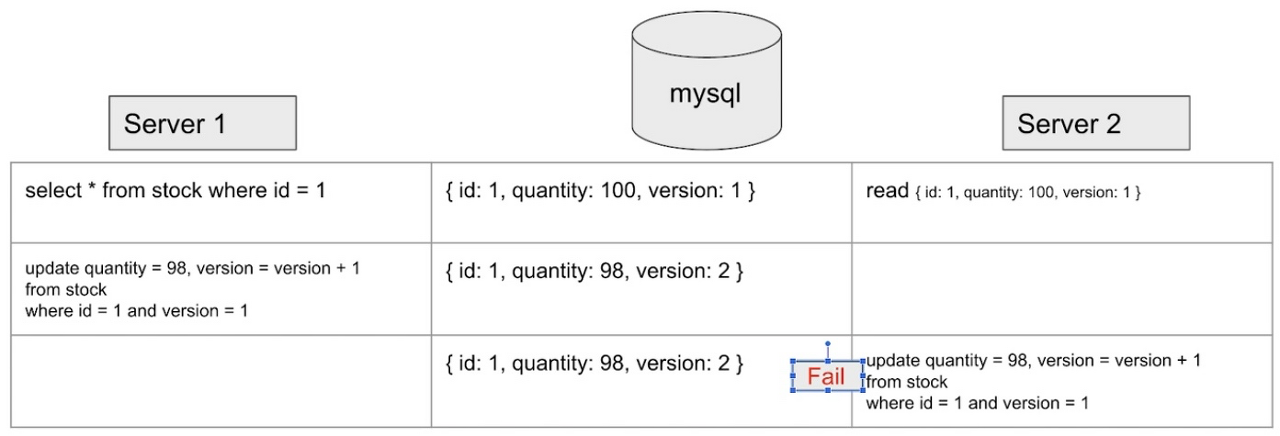 mysql
Server 1
Server 2
select * from stock where id = 1
{ id: 1, quantity: 100, version: 1 }
read { id: 1, quantity: 100, version: 1 }
update quantity = 98, version = version + 1
from stock
where id = 1 and version = 1
{ id: 1, quantity: 98, version: 2 }
{ id: 1, quantity: 98, version: 2 }
Fail
update quantity = 98, version = version + 1
from stock
where id = 1 and version = 1